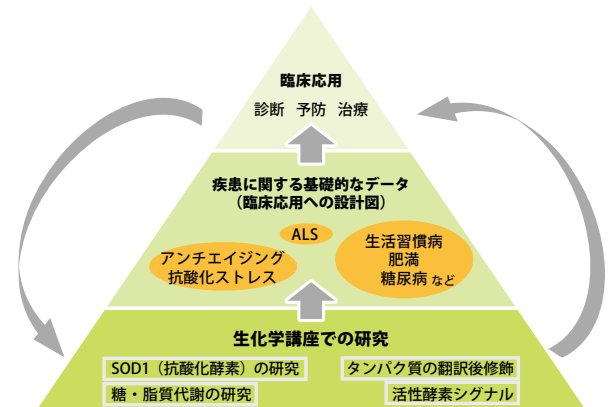 臨床応用
診断 予防 治療
疾患に関する基礎的なデータ
(臨床応用への設計図)
ALS
アンチエイジング
抗酸化ストレス
生活習慣病
肥満
糖尿病 など
生化学講座での研究
SOD1(抗酸化酵素)の研究
タンパク質の翻訳後修飾
糖・脂質代謝の研究
活性酵素シグナル